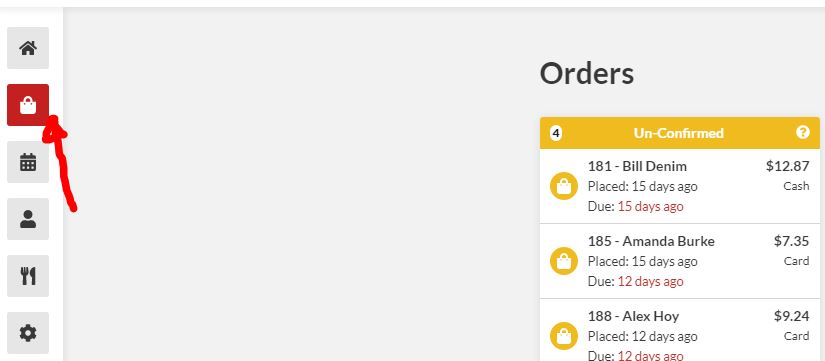 Orders
4 Un-Confirmed ?
181 - Bill Denim $12.87
Placed: 15 days ago Cash
Due: 15 days ago
185 - Amanda Burke $7.35
Placed: 15 days ago Card
Due: 12 days ago
188 - Alex Hoy $9.24
Placed: 12 days ago Card
Due: 12 days ago